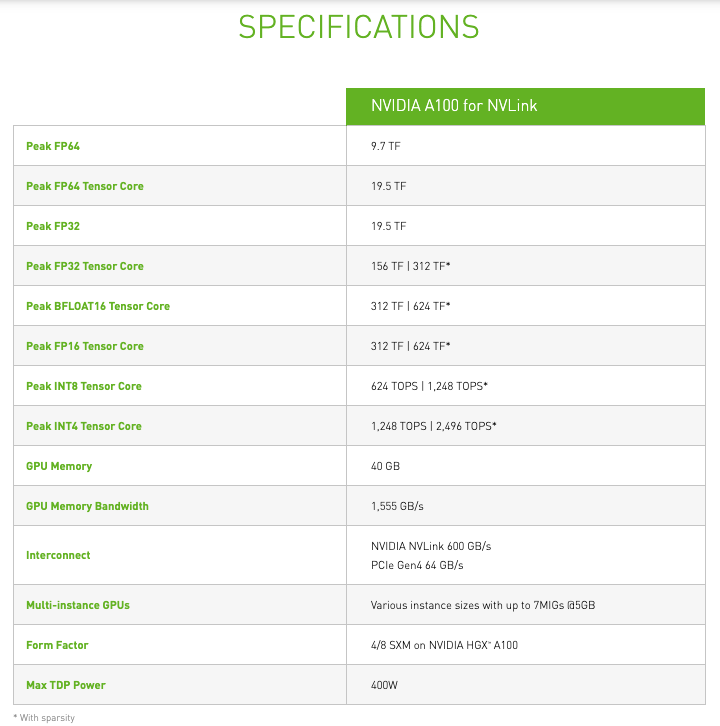 SPECIFICATIONS
NVIDIA A100 for NVLink
Peak FP64 9.7 TF
Peak FP64 Tensor Core 19.5 TF
Peak FP32 19.5 TF
Peak FP32 Tensor Core 156 TF | 312 TF*
Peak BFLOAT16 Tensor Core 312 TF | 624 TF*
Peak FP16 Tensor Core 312 TF | 624 TF*
Peak INT8 Tensor Core 624 TOPS | 1,248 TOPS*
Peak INT4 Tensor Core 1,248 TOPS | 2,496 TOPS*
GPU Memory 40 GB
GPU Memory Bandwidth 1,555 GB/s
Interconnect NVIDIA NVLink 600 GB/s
PCIe Gen4 64 GB/s
Multi-instance GPUs Various instance sizes with up to 7MIGs @5GB
Form Factor 4/8 SXM on NVIDIA HGX™ A100
Max TDP Power 400W
* With sparsity